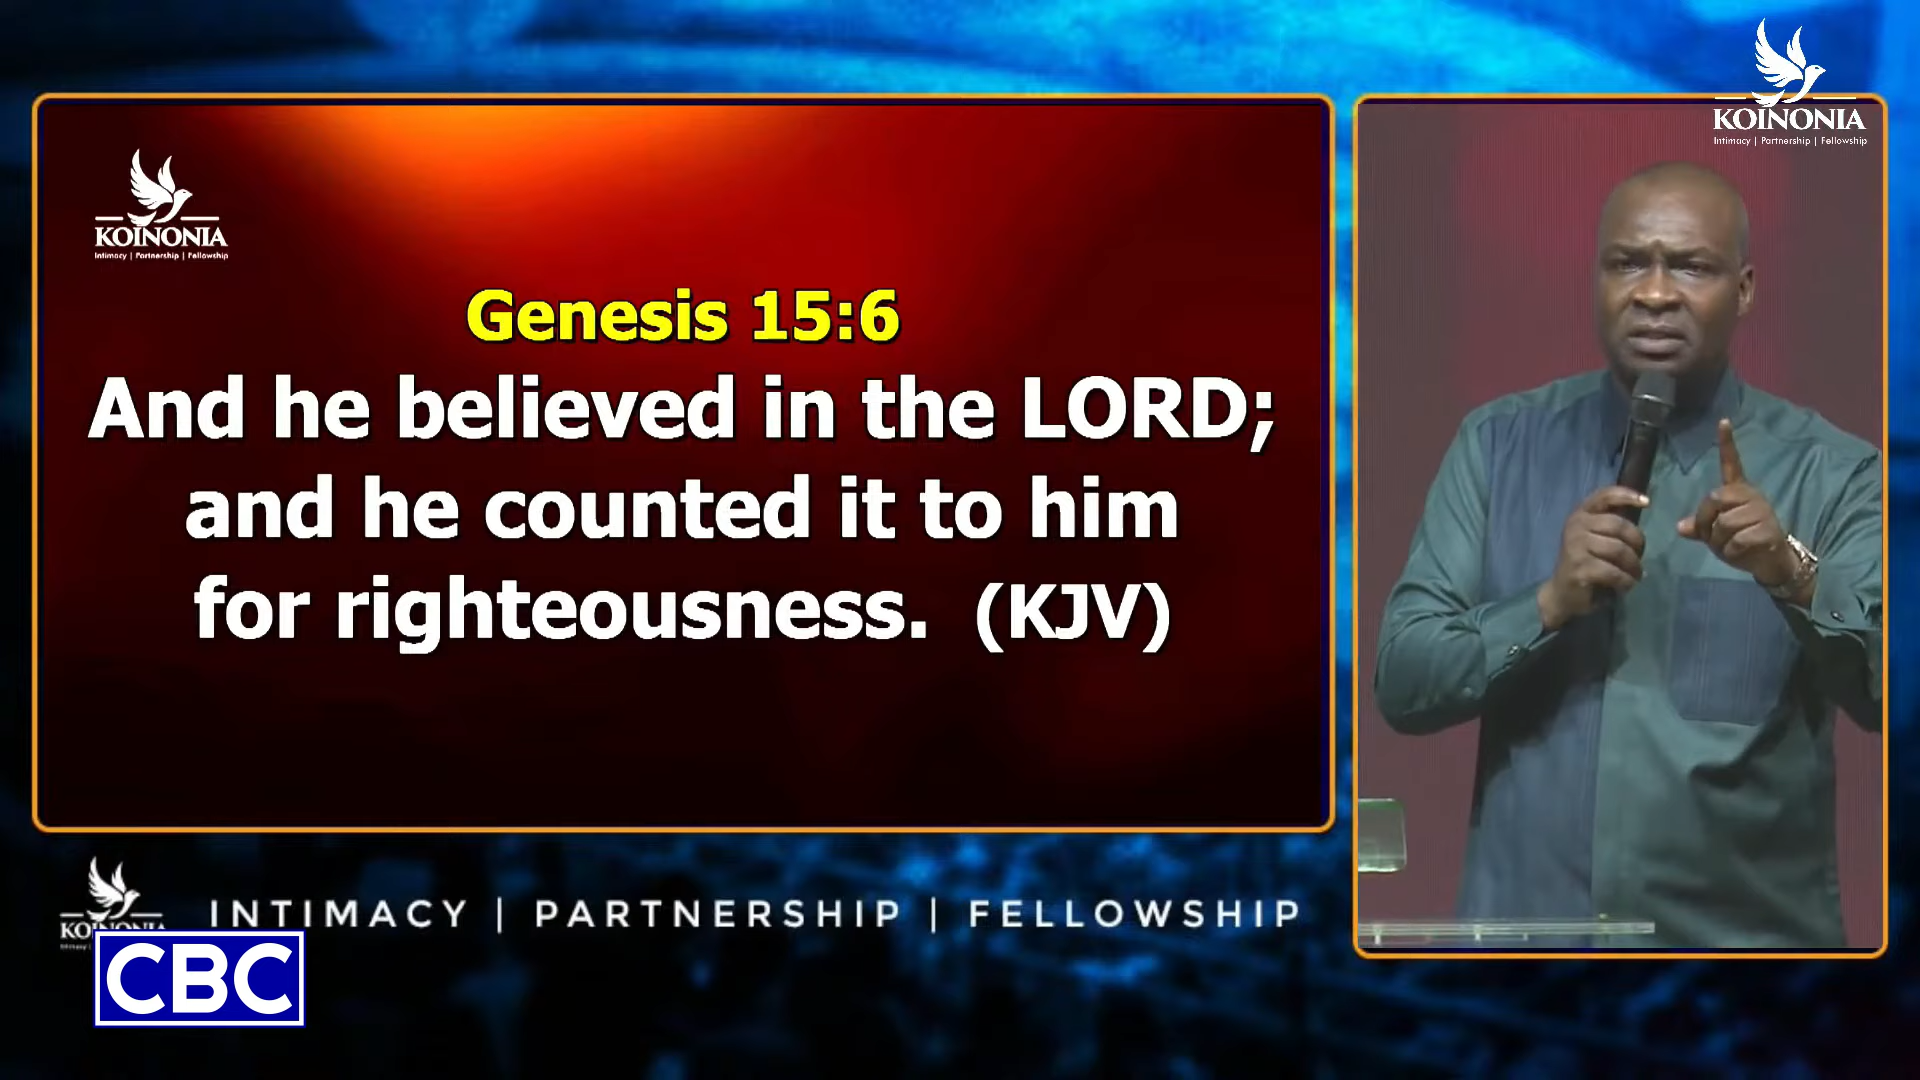 KOINONIA
Intimacy | Partnership | Fellowship
KOINONIA
Intimacy | Partnership | Fellowship
Genesis 15:6
And he believed in the LORD;
and he counted it to him
for righteousness. (KJV)
INTIMACY | PARTNERSHIP | FELLOWSHIP
KOINONIA
CBC